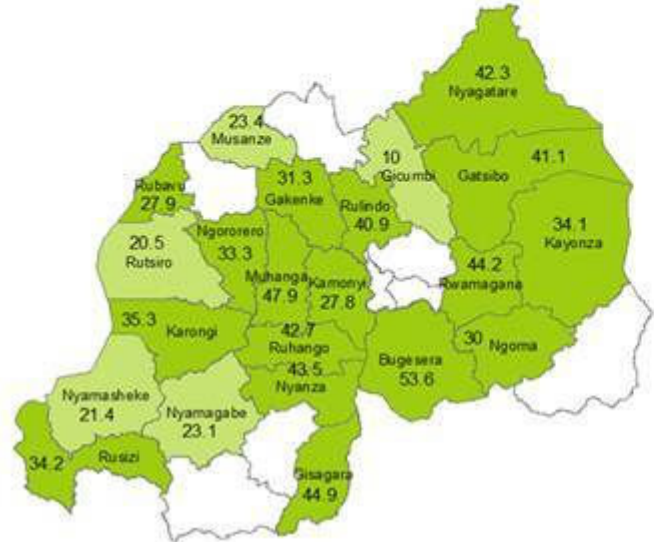 42.3
Nyagatare
23.4
Musanze
10
Gicumbi
41.1
Gatsibo
31.3
Gakenke
Rubavu
27.9
Rulindo
40.9
34.1
Kayonza
Ngororero
33.3
20.5
Rutsiro
44.2
Rwamagana
Muhanga
47.9
Kamonyi
27.8
35.3
Karongi
42.7
Ruhango
30
Ngoma
Bugesera
53.6
43.5
Nyanza
Nyamasheke
21.4
Nyamagabe
23.1
34.2
Rusizi
Gisagara
44.9